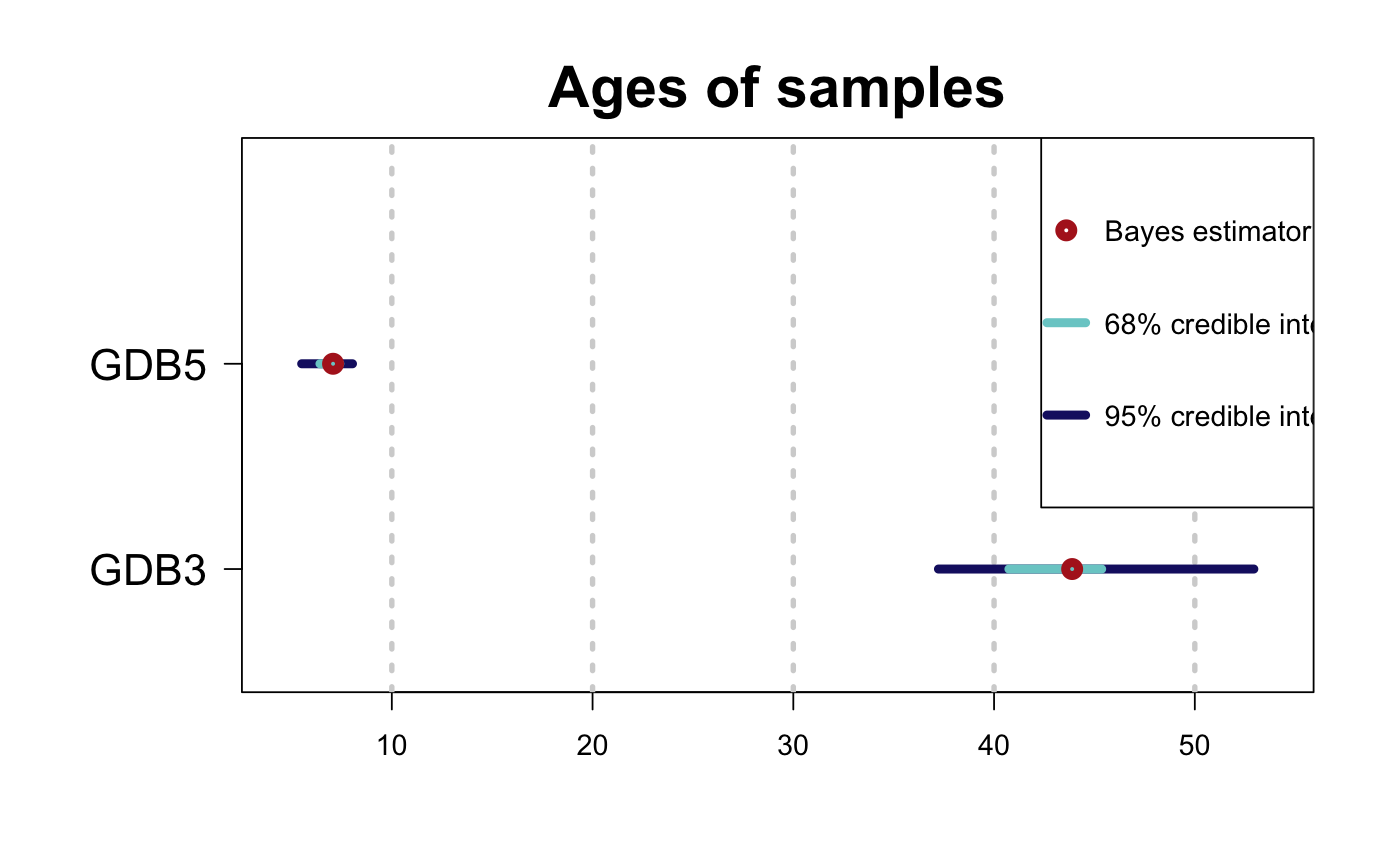 Ages of samples
Bayes estimator
68% credible inte
GDB5
95% credible inte
GDB3
10 20 30 40 50